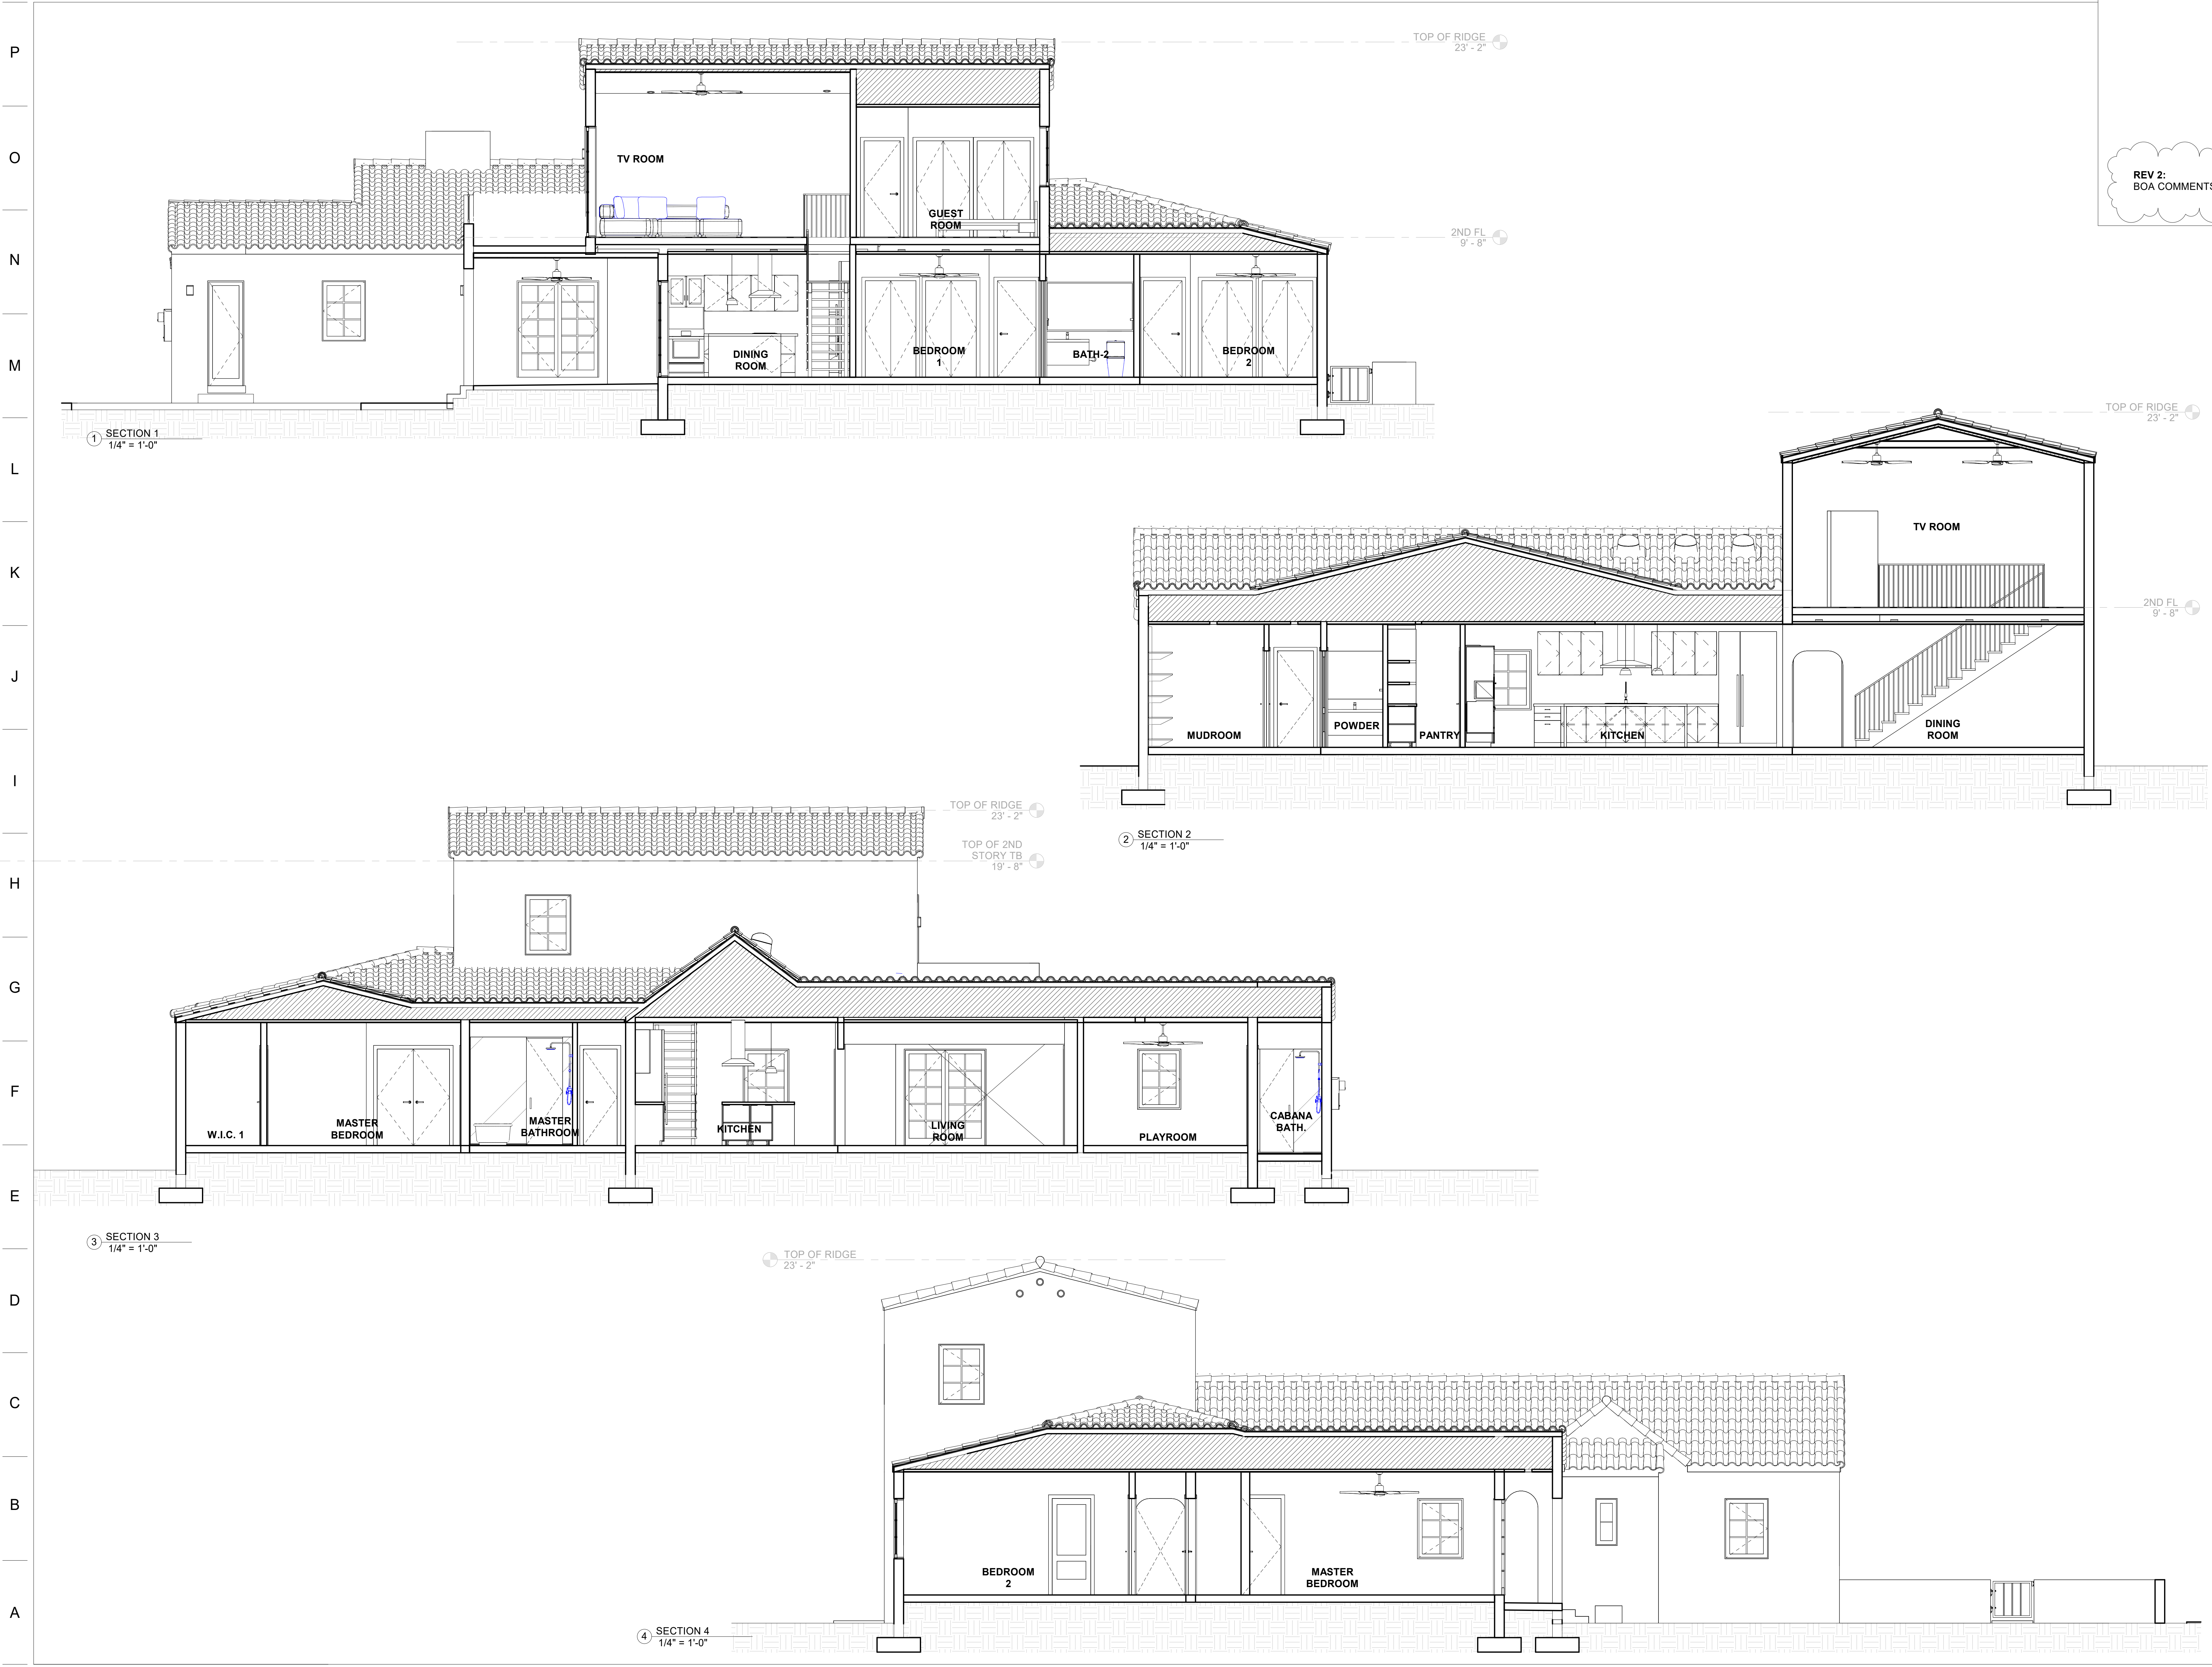 P
O
N
M
L
K
J
I
H
G
F
E
D
C
B
A
TOP OF RIDGE
23' - 2"
2ND FL
9' - 8"
TV ROOM
GUEST
ROOM
DINING
ROOM
BEDROOM
1
BATH-2
BEDROOM
2
1 SECTION 1
1/4" = 1'-0"
REV 2:
BOA COMMENTS
TOP OF RIDGE
23' - 2"
2ND FL
9' - 8"
TV ROOM
MUDROOM
POWDER
PANTRY
KITCHEN
DINING
ROOM
2 SECTION 2
1/4" = 1'-0"
TOP OF RIDGE
23' - 2"
TOP OF 2ND
STORY TB
19' - 8"
W.I.C. 1
MASTER
BEDROOM
MASTER
BATHROOM
KITCHEN
LIVING
ROOM
PLAYROOM
CABANA
BATH.
3 SECTION 3
1/4" = 1'-0"
TOP OF RIDGE
23' - 2"
BEDROOM
2
MASTER
BEDROOM
4 SECTION 4
1/4" = 1'-0"